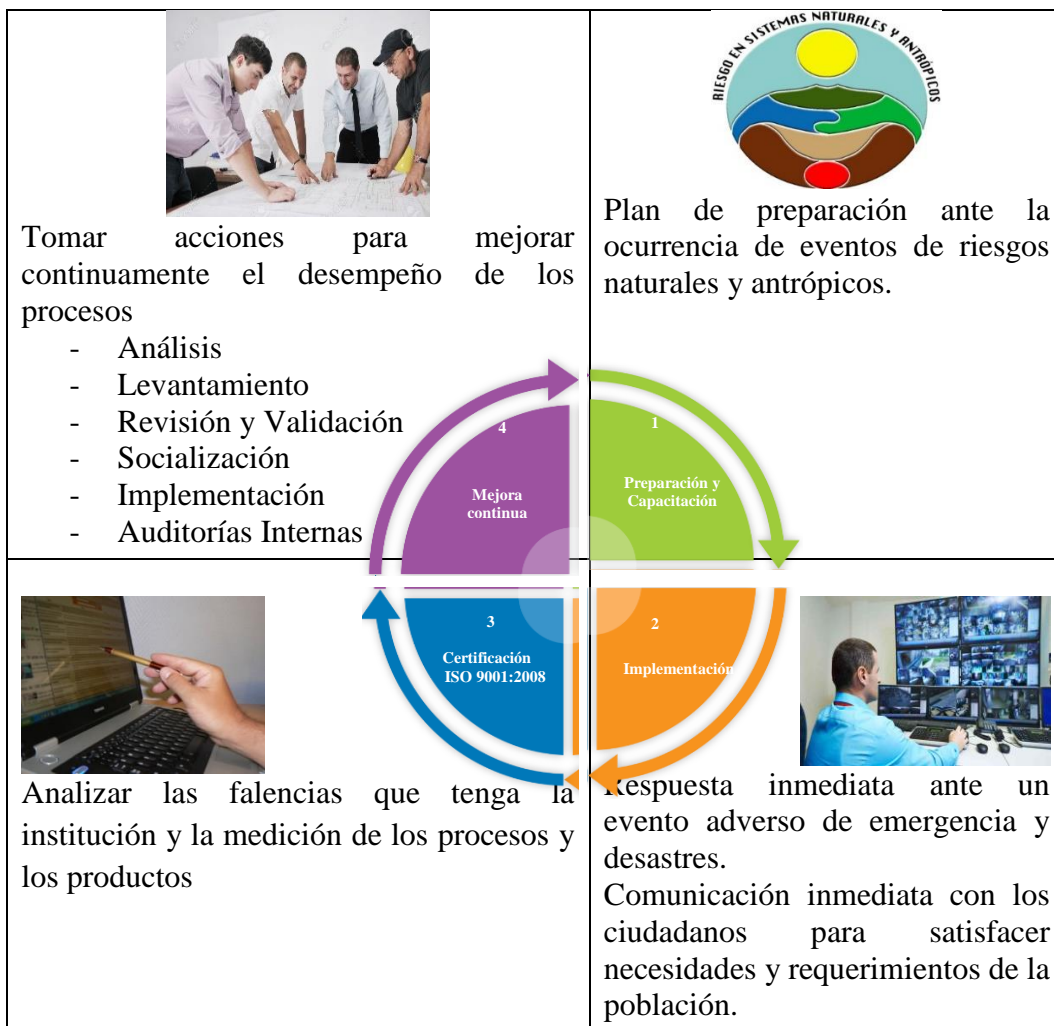 Tomar acciones para mejorar
continuamente el desempeño de los
procesos
- Análisis
- Levantamiento
- Revisión y Validación
- Socialización
- Implementación
- Auditorías Internas
RIESGO EN SISTEMAS NATURALES Y ANTRÓPICOS
Plan de preparación ante la
ocurrencia de eventos de riesgos
naturales y antrópicos.
4
Mejora
continua
1
Preparación y
Capacitación
3
Certificación
ISO 9001:2008
2
Implementación
Analizar las falencias que tenga la
institución y la medición de los procesos y
los productos
Respuesta inmediata ante un
evento adverso de emergencia y
desastres.
Comunicación inmediata con los
ciudadanos para satisfacer
necesidades y requerimientos de la
población.